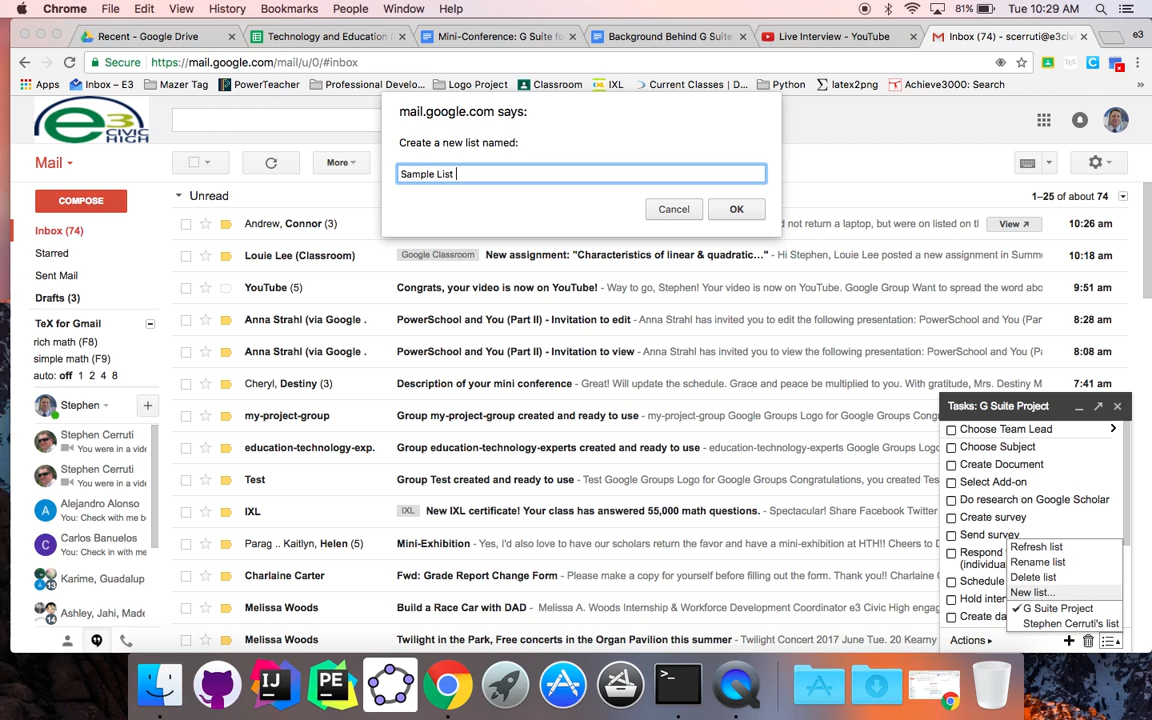 Chrome File Edit View History Bookmarks People Window Help 81% Tue 10:29 AM
Recent - Google Drive Technology and Education Mini-Conference: G Suite for Background Behind G Suite Live Interview - YouTube Inbox (74) - scerruti@e3civ e3
Secure https://mail.google.com/mail/u/0/#inbox
Apps Inbox – E3 Mazer Tag PowerTeacher Professional Devel... Logo Project Classroom IXL Current Classes | D... Python latex2png Achieve3000: Search »
mail.google.com says:
Create a new list named:
Sample List
Cancel OK
e3 CIVIC HIGH
Mail
More
COMPOSE
Inbox (74)
Starred
Sent Mail
Drafts (3)
TeX for Gmail
rich math (F8)
simple math (F9)
auto: off 1 2 4 8
Stephen
Stephen Cerruti
You were in a vide
Stephen Cerruti
You were in a vide
Alejandro Alonso
You: Check with me b
Carlos Banuelos
You: Check in with me
Karime, Guadalup
Ashley, Jahi, Made
Unread 1–25 of about 74
Andrew, Connor (3) not return a laptop, but were on listed on tl View 10:26 am
Louie Lee (Classroom) Google Classroom New assignment: "Characteristics of linear & quadratic..." - Hi Stephen, Louie Lee posted a new assignment in Summe 10:18 am
YouTube (5) Congrats, your video is now on YouTube! - Way to go, Stephen! Your video is now on YouTube. Google Group Want to spread the word abo 9:51 am
Anna Strahl (via Google . PowerSchool and You (Part II) - Invitation to edit - Anna Strahl has invited you to edit the following presentation: PowerSchool and You (Par 8:28 am
Anna Strahl (via Google . PowerSchool and You (Part II) - Invitation to view - Anna Strahl has invited you to view the following presentation: PowerSchool and You (Pa 8:08 am
Cheryl, Destiny (3) Description of your mini conference - Great! Will update the schedule. Grace and peace be multiplied to you. With gratitude, Mrs. Destiny M 7:41 am
my-project-group Group my-project-group created and ready to use - my-project-group Google Groups Logo for Google Groups Congratulations,
education-technology-exp. Group education-technology-experts created and ready to use - education-technology-experts Google Groups Logo
Test Group Test created and ready to use - Test Google Groups Logo for Google Groups Congratulations, you created Test
IXL IXL New IXL certificate! Your class has answered 55,000 math questions. - Spectacular! Share Facebook Twitter
Parag .. Kaitlyn, Helen (5) Mini-Exhibition - Yes, I'd also love to have our scholars return the favor and have a mini-exhibition at HTH!! Cheers to D
Charlaine Carter Fwd: Grade Report Change Form - Please make a copy for yourself before filling out the form. Charlaine Carter
Melissa Woods Build a Race Car with DAD - Melissa A. Woods Internship & Workforce Development Coordinator e3 Civic High engage
Melissa Woods Twilight in the Park, Free concerts in the Organ Pavilion this summer - Twilight Concert 2017 June Tue. 20 Kearny
Tasks: G Suite Project
Choose Team Lead
Choose Subject
Create Document
Select Add-on
Do research on Google Scholar
Create survey
Send survey
Respond
(individua
Schedule
Hold inter
Create da
Actions
Refresh list
Rename list
Delete list
New list...
G Suite Project
Stephen Cerruti's list